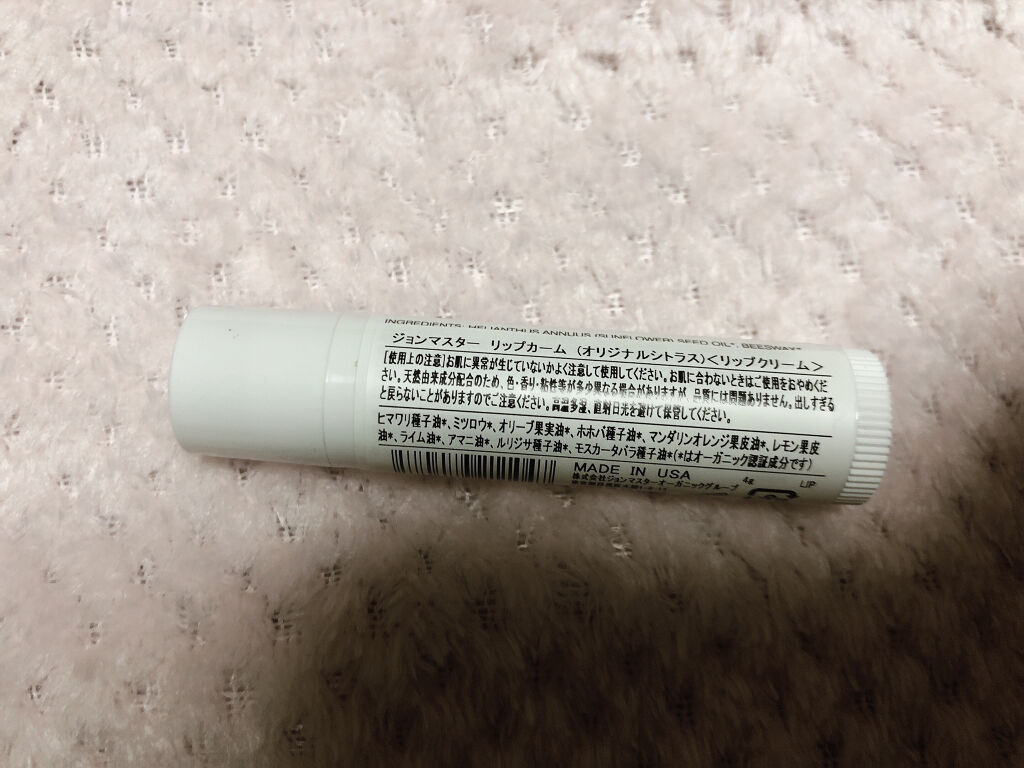 INGREDIENTS: HELIANTHUS ANNUUS (SUNFLOWER) SEED OIL*, BEESWAX*
ジョンマスター リップカーム (オリジナルシトラス)<リップクリーム>
[使用上の注意]お肌に異常が生じていないかよく注意して使用してください。お肌に合わないときはご使用をおやめくだ
さい。天然由来成分配合のため、色・香り・粘性等が多少異なる場合がありますが、品質には問題ありません。出しすぎる
と戻らないことがありますのでご注意ください。高温多湿、直射日光を避けて保管してください。
ヒマワリ種子油*、ミツロウ*、オリーブ果実油*、ホホバ種子油*、マンダリンオレンジ果皮油*、レモン果皮
油*、ライム油*、アマニ油*、ルリジサ種子油*、モスカータバラ種子油*(*はオーガニック認証成分です)
MADE IN USA
4g
LIP
株式会社ジョンマスターオーガニックグループ